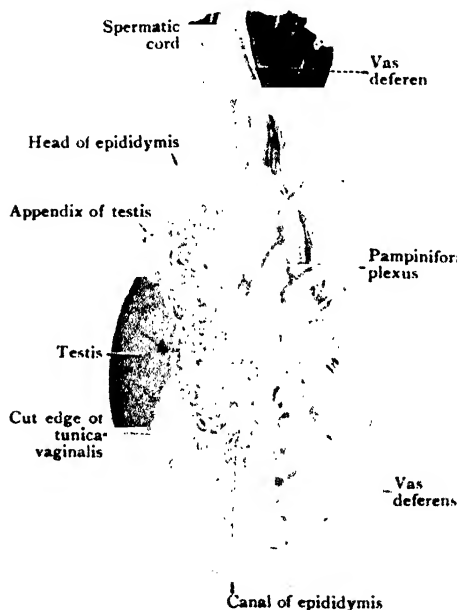 Spermatic
cord
Vas
deferen
Head of epididymis
Appendix of testis
Pampinifor
plexus
Testis
Cut edge of
tunica
vaginalis
Vas
deferens
Canal of epididymis